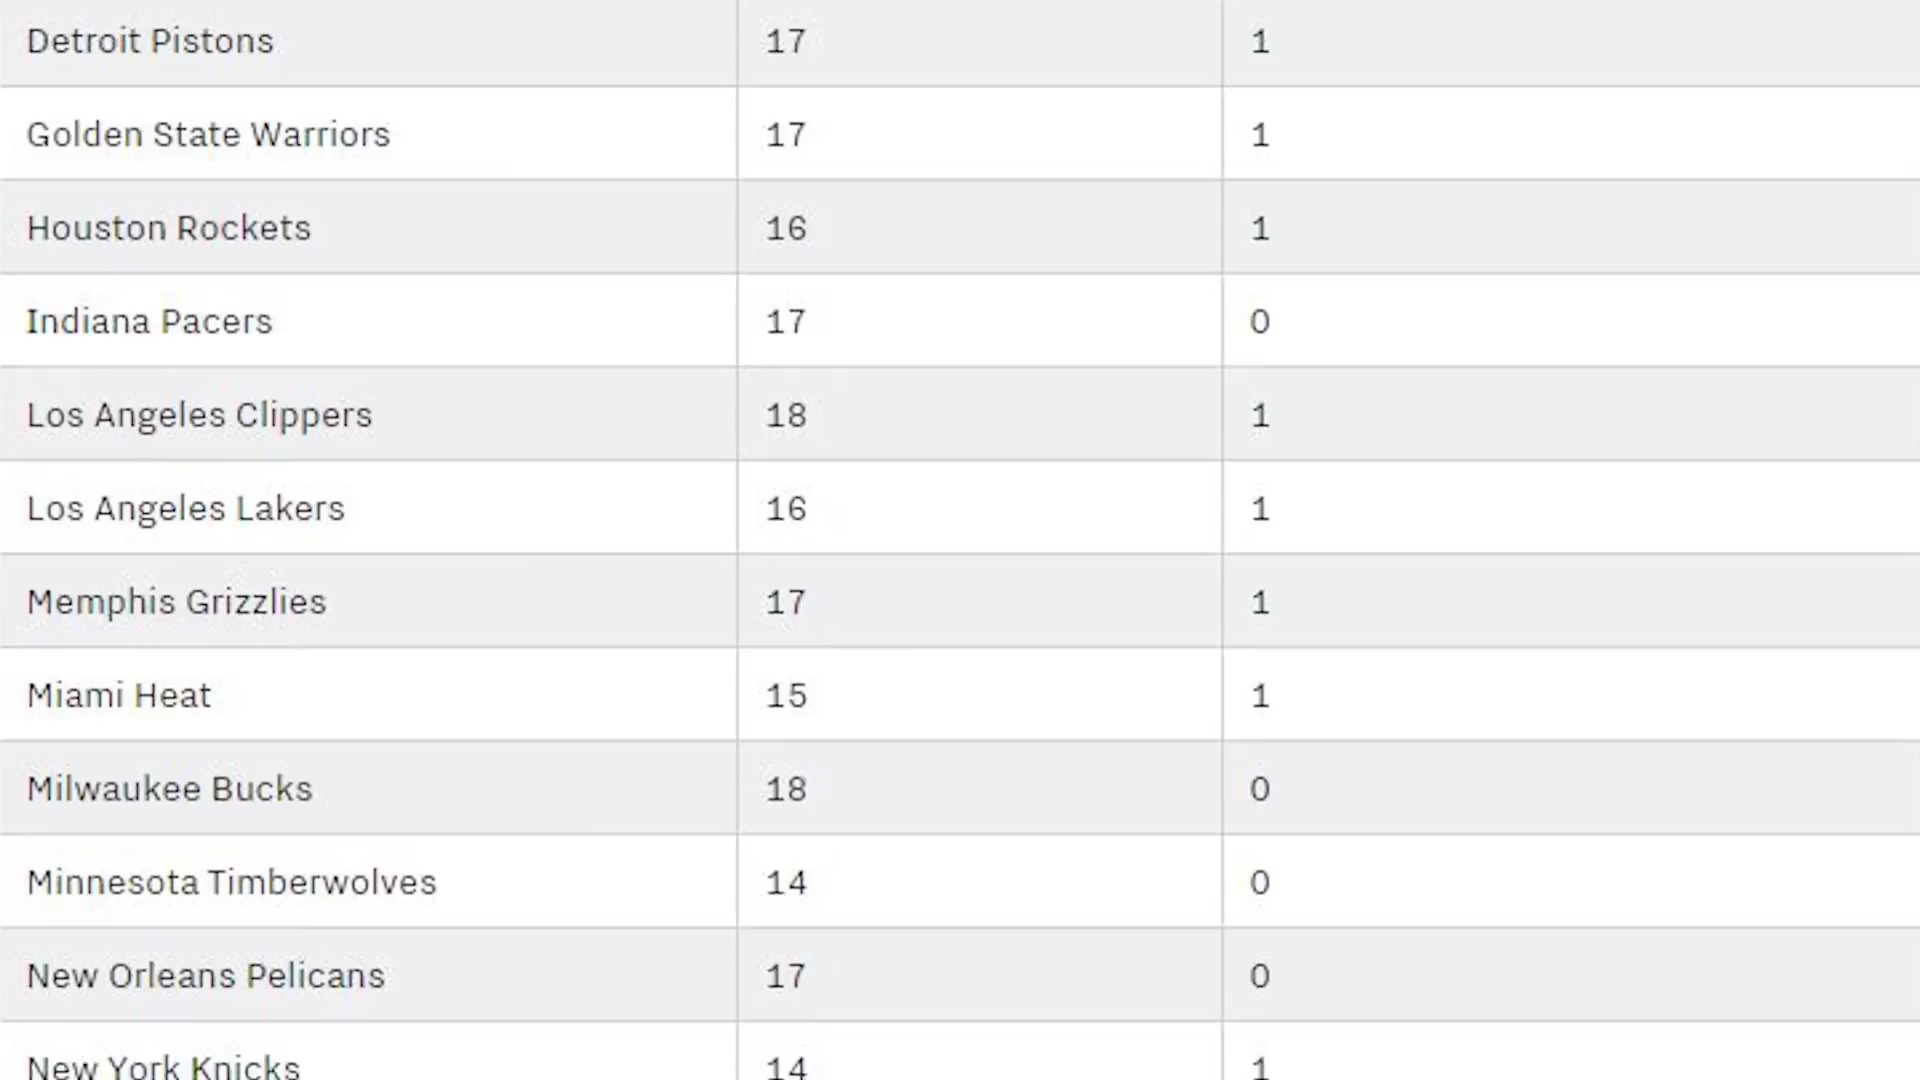 Detroit Pistons 17 1
Golden State Warriors 17 1
Houston Rockets 16 1
Indiana Pacers 17 0
Los Angeles Clippers 18 1
Los Angeles Lakers 16 1
Memphis Grizzlies 17 1
Miami Heat 15 1
Milwaukee Bucks 18 0
Minnesota Timberwolves 14 0
New Orleans Pelicans 17 0
New York Knicks 14 1